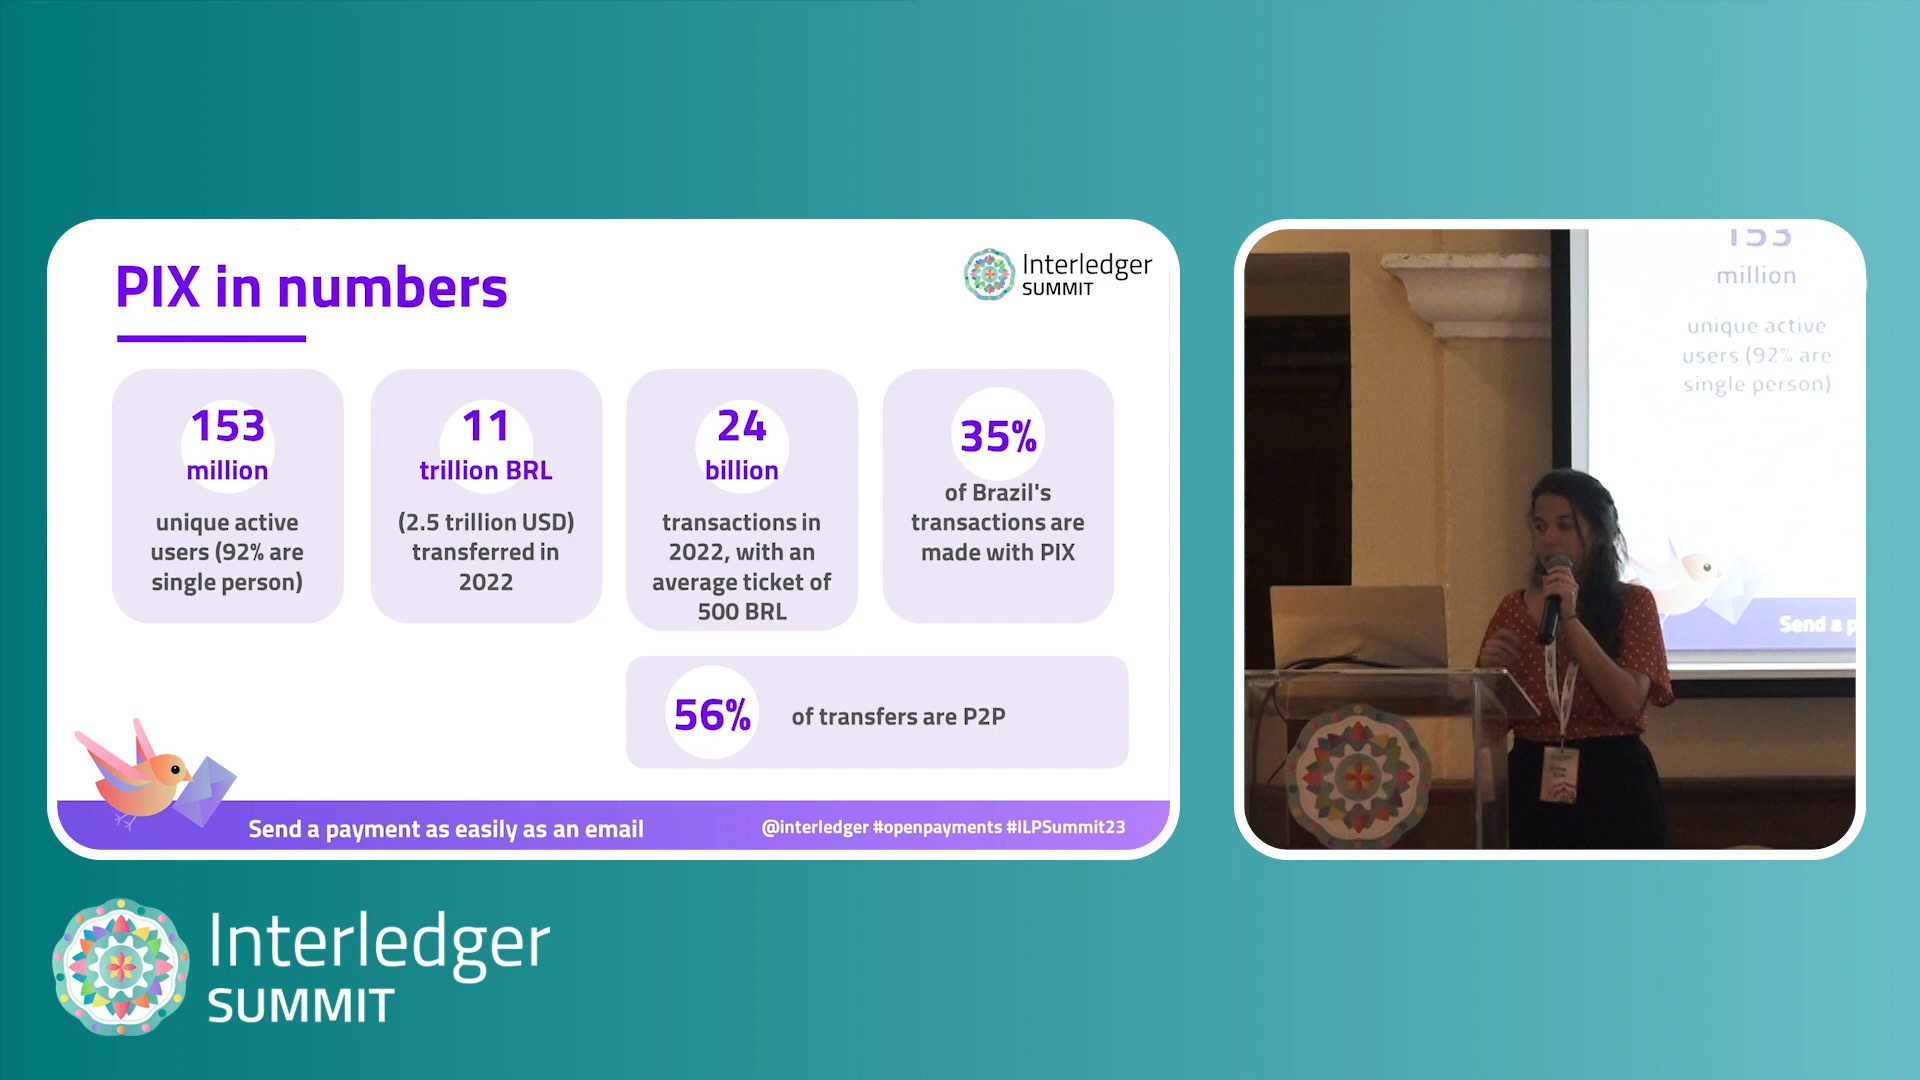 PIX in numbers
Interledger
SUMMIT
153
million
unique active
users (92% are
single person)
11
trillion BRL
(2.5 trillion USD)
transferred in
2022
24
billion
transactions in
2022, with an
average ticket of
500 BRL
35%
of Brazil's
transactions are
made with PIX
56%
of transfers are P2P
Send a payment as easily as an email
@interledger #openpayments #ILPSummit23
153
million
unique active
users (92% are
single person)
Send a p
Interledger
SUMMIT